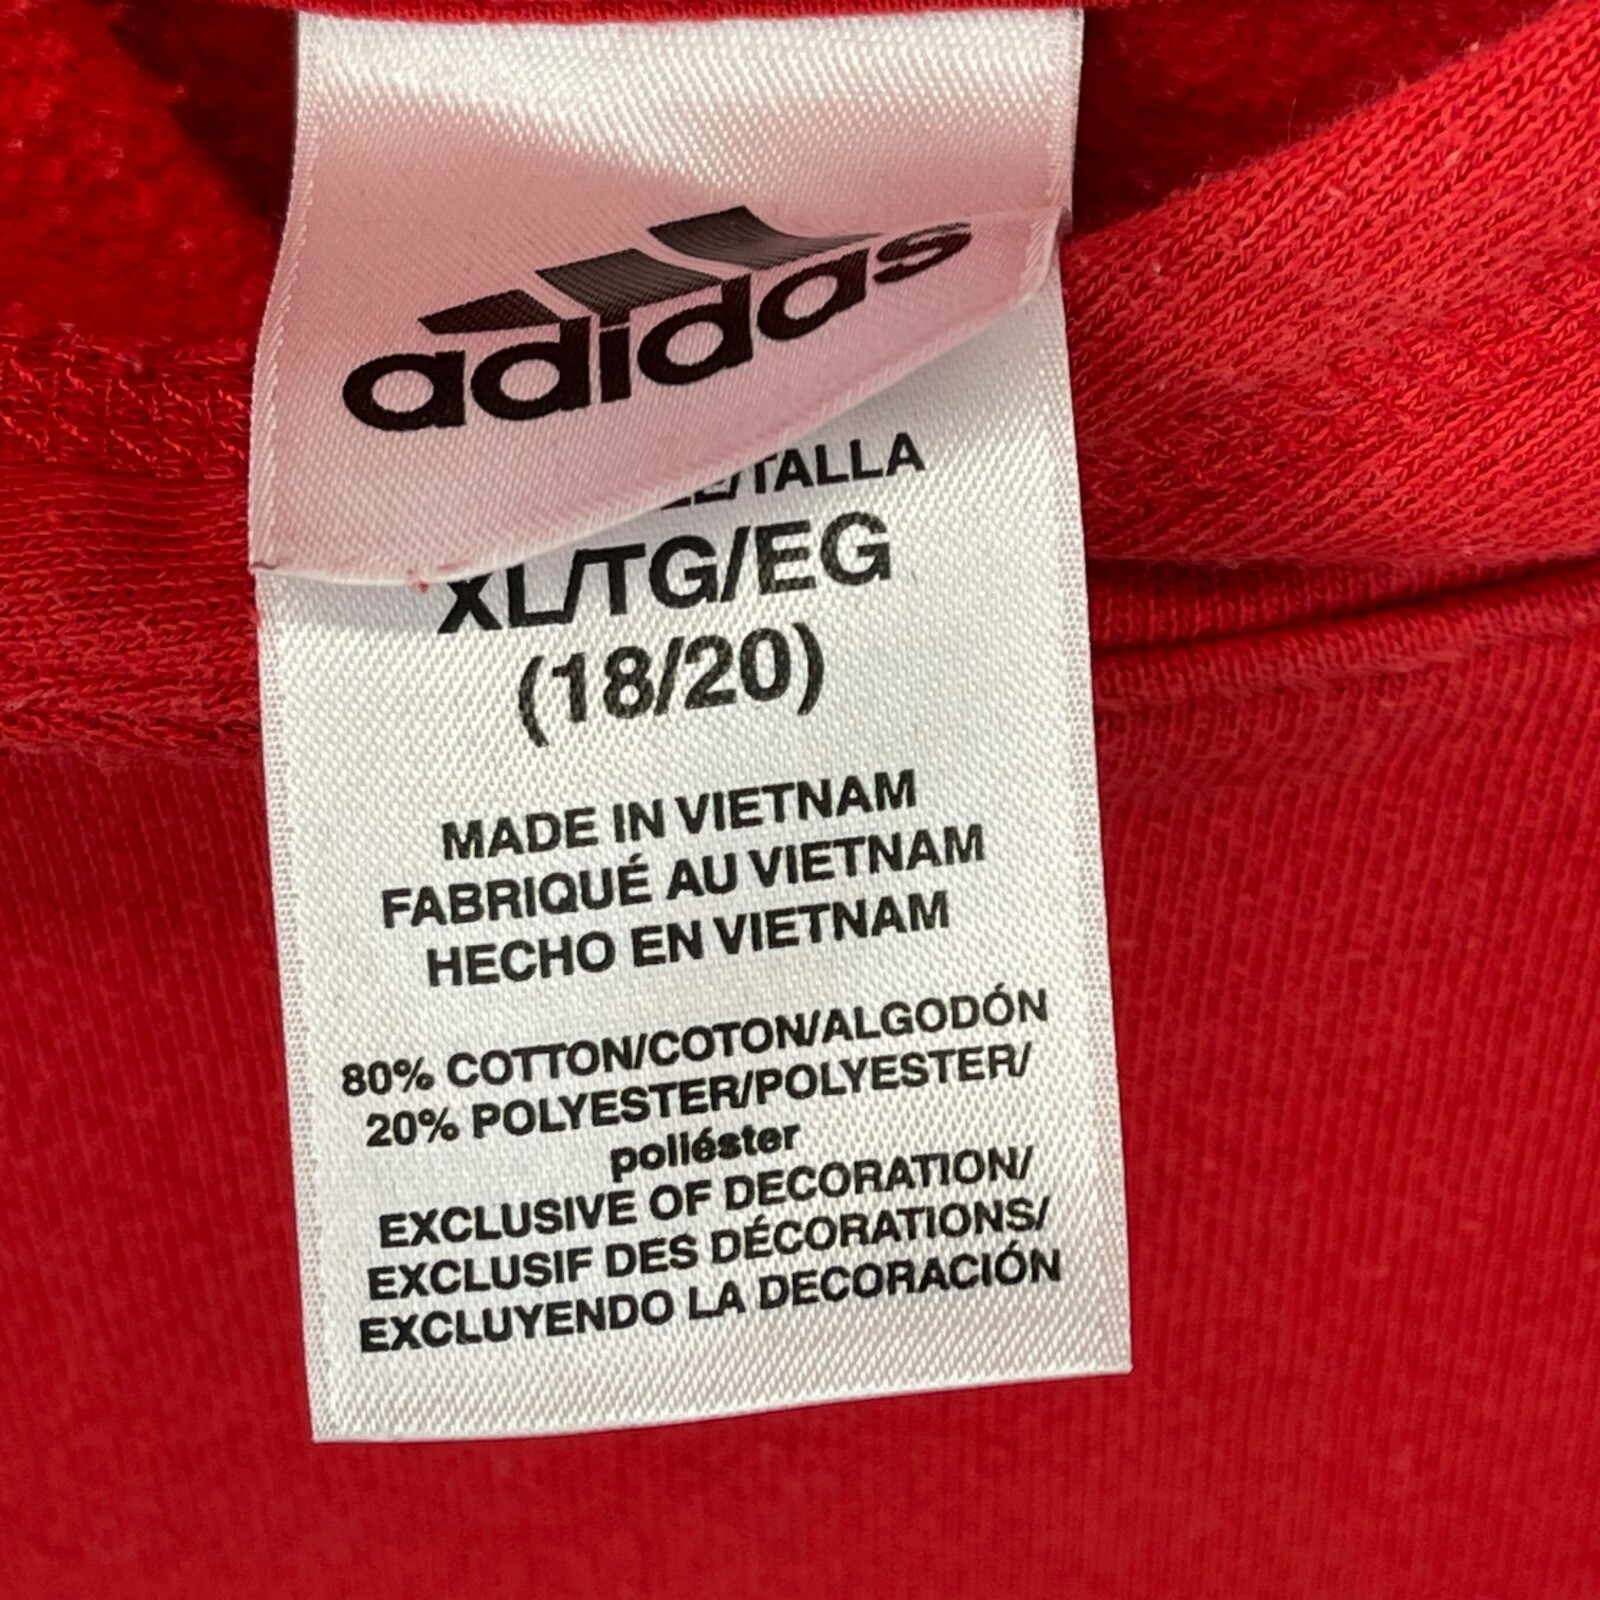 adidas
/TALLA
XL/TG/EG
(18/20)
MADE IN VIETNAM
FABRIQUÉ AU VIETNAM
HECHO EN VIETNAM
80% COTTON/COTON/ALGODÓN
20% POLYESTER/POLYESTER/
poliéster
EXCLUSIVE OF DECORATION/
EXCLUSIF DES DÉCORATIONS/
EXCLUYENDO LA DECORACIÓN